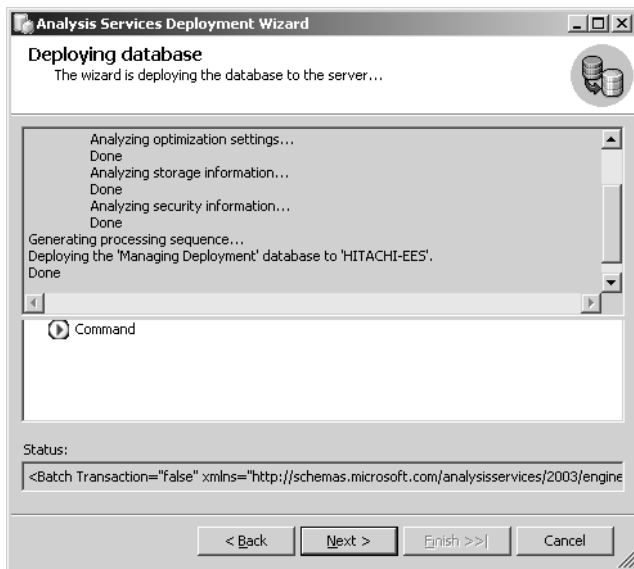 Analysis Services Deployment Wizard
Deploying database
The wizard is deploying the database to the server...
Analyzing optimization settings...
Done
Analyzing storage information...
Done
Analyzing security information...
Done
Generating processing sequence...
Deploying the 'Managing Deployment' database to 'HITACHI-EES'.
Done
Command
Status:
<Batch Transaction="false" xmlns="http://schemas.microsoft.com/analysisservices/2003/engine
< Back Next > Finish >>| Cancel